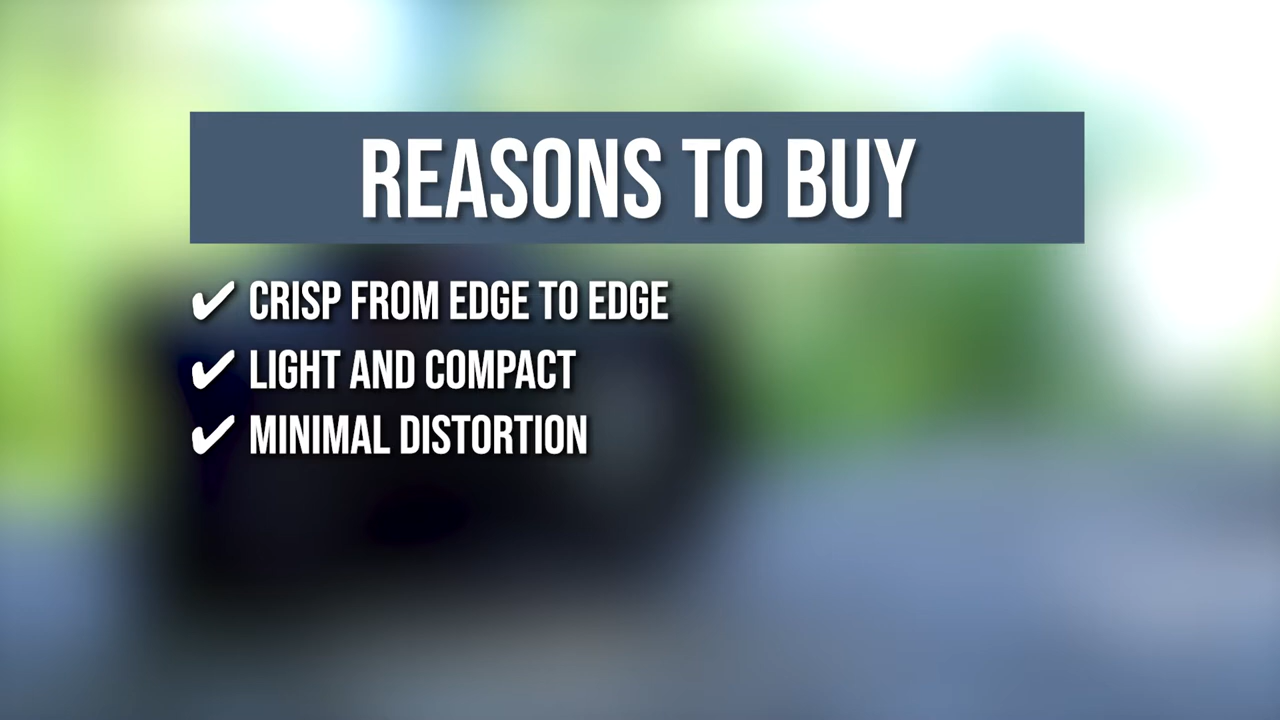 REASONS TO BUY
✔ CRISP FROM EDGE TO EDGE
✔ LIGHT AND COMPACT
✔ MINIMAL DISTORTION